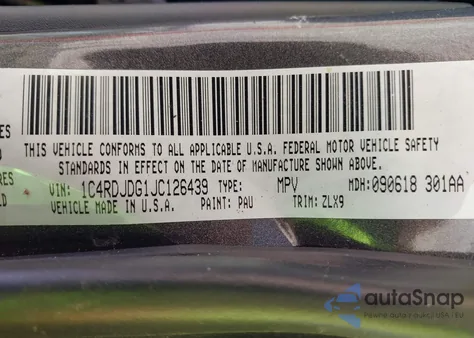 THIS VEHICLE CONFORMS TO ALL APPLICABLE U.S.A. FEDERAL MOTOR VEHICLE SAFETY
STANDARDS IN EFFECT ON THE DATE OF MANUFACTURE SHOWN ABOVE.
VIN: 1C4RDJDG1JC126439 TYPE: MPV MDH: 090618 301AA
VEHICLE MADE IN U.S.A. PAINT: PAU TRIM: ZLX9
autoSnap